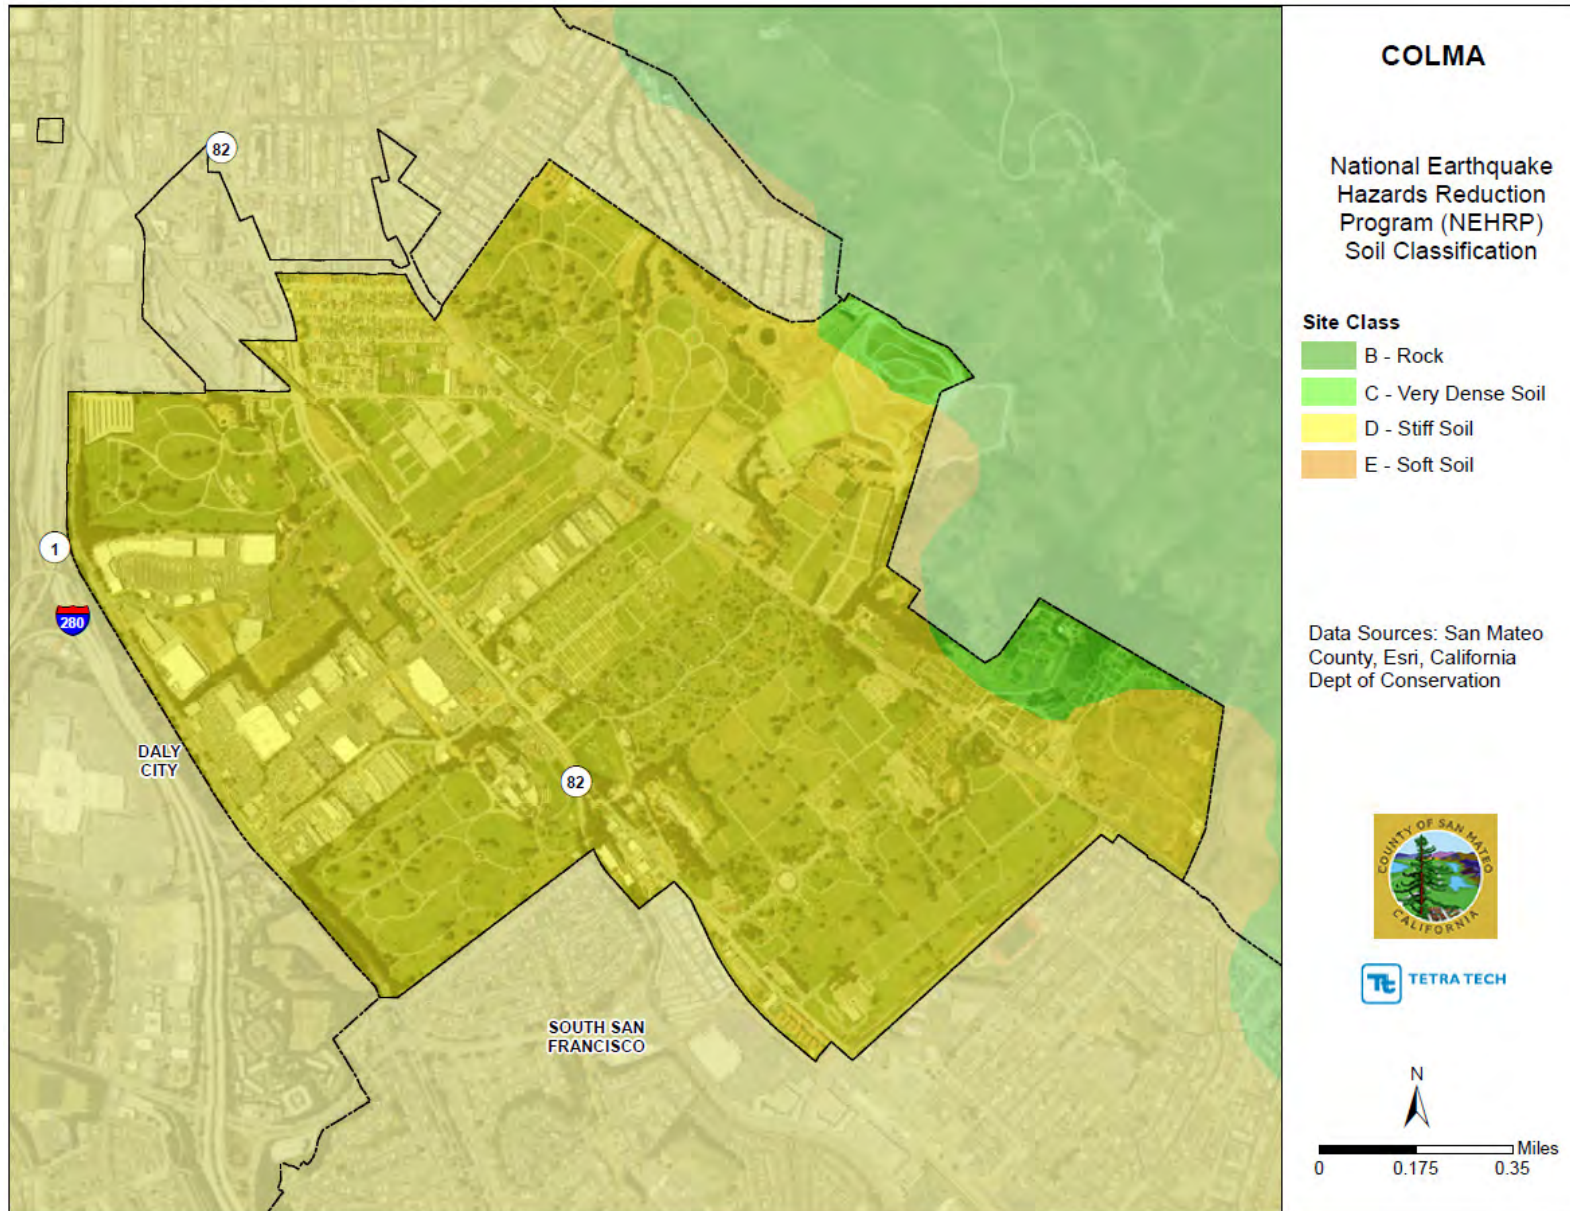 COLMA
National Earthquake
Hazards Reduction
Program (NEHRP)
Soil Classification
Site Class
B - Rock
C - Very Dense Soil
D - Stiff Soil
E - Soft Soil
Data Sources: San Mateo
County, Esri, California
Dept of Conservation
COUNTY OF SAN MATEO
CALIFORNIA
Tt TETRA TECH
N
Miles
0 0.175 0.35
82
1
280
DALY
CITY
82
SOUTH SAN
FRANCISCO